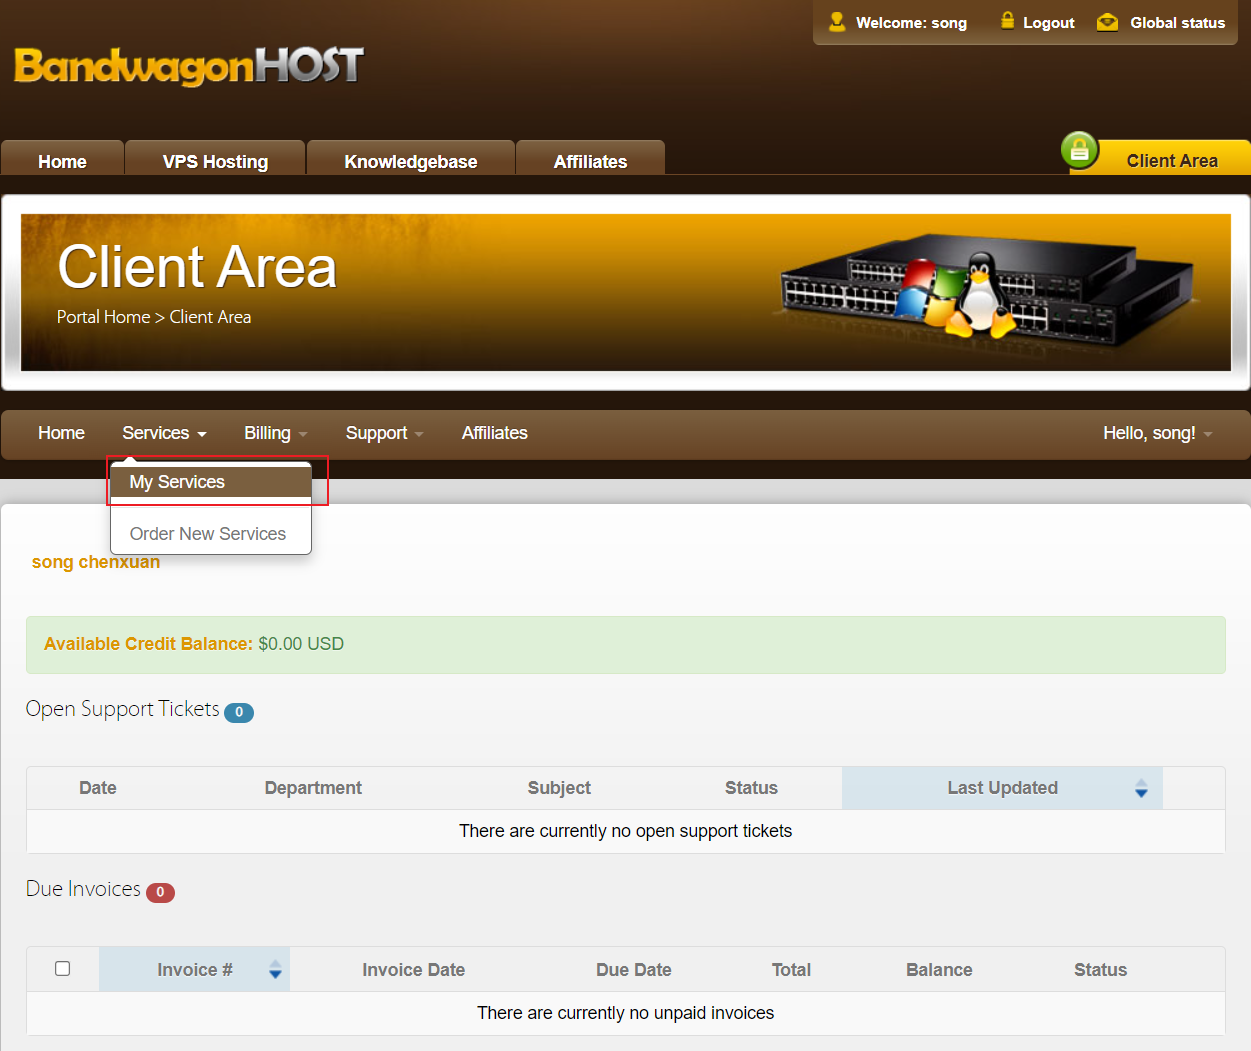 Welcome: song Logout Global status
BandwagonHOST
Home VPS Hosting Knowledgebase Affiliates Client Area
Client Area
Portal Home > Client Area
Home Services Billing Support Affiliates Hello, song!
My Services
Order New Services
song chenxuan
Available Credit Balance: $0.00 USD
Open Support Tickets 0
Date Department Subject Status Last Updated
There are currently no open support tickets
Due Invoices 0
Invoice # Invoice Date Due Date Total Balance Status
There are currently no unpaid invoices